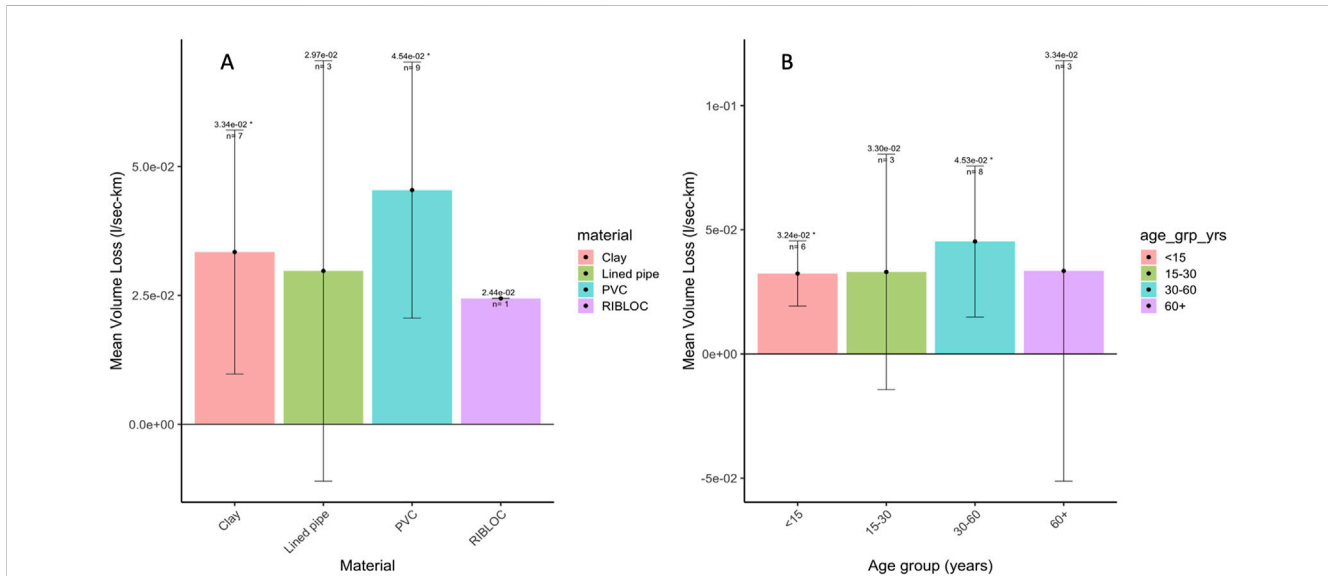 A
B
2.97e-02
n= 3
4.54e-02 *
n= 9
3.34e-02 *
n= 7
2.44e-02
n= 1
5.0e-02
2.5e-02
0.0e+00
Mean Volume Loss (l/sec-km)
Clay
Lined pipe
PVC
RIBLOC
Material
material
Clay
Lined pipe
PVC
RIBLOC
3.34e-02
n= 3
3.30e-02
n= 3
4.53e-02 *
n= 8
3.24e-02 *
n= 6
1e-01
5e-02
0e+00
-5e-02
Mean Volume Loss (l/sec-km)
<15
15-30
30-60
60+
Age group (years)
age_grp_yrs
<15
15-30
30-60
60+